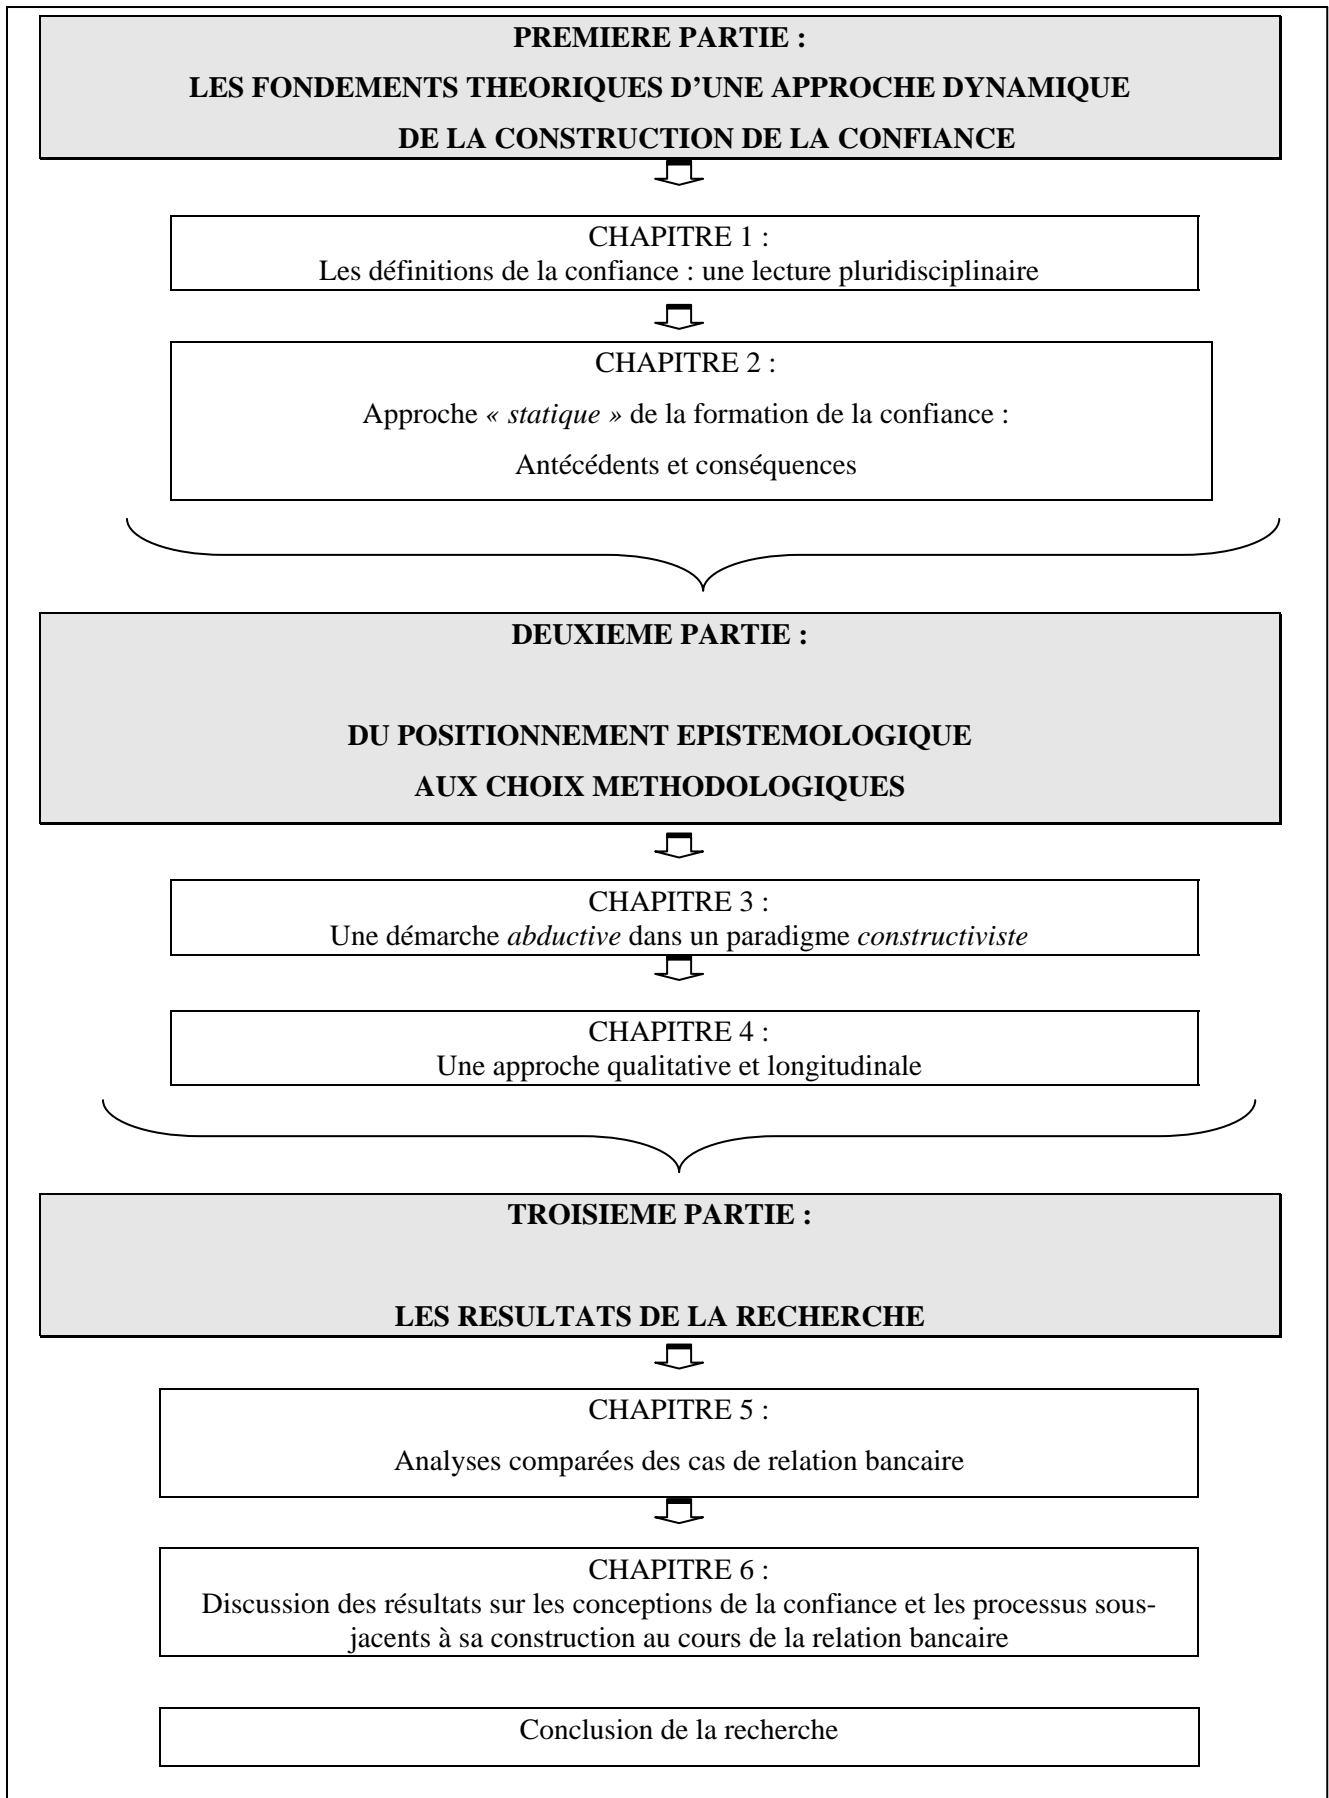 PREMIERE PARTIE :
LES FONDEMENTS THEORIQUES D’UNE APPROCHE DYNAMIQUE
DE LA CONSTRUCTION DE LA CONFIANCE
CHAPITRE 1 :
Les définitions de la confiance : une lecture pluridisciplinaire
CHAPITRE 2 :
Approche « statique » de la formation de la confiance :
Antécédents et conséquences
DEUXIEME PARTIE :
DU POSITIONNEMENT EPISTEMOLOGIQUE
AUX CHOIX METHODOLOGIQUES
CHAPITRE 3 :
Une démarche abductive dans un paradigme constructiviste
CHAPITRE 4 :
Une approche qualitative et longitudinale
TROISIEME PARTIE :
LES RESULTATS DE LA RECHERCHE
CHAPITRE 5 :
Analyses comparées des cas de relation bancaire
CHAPITRE 6 :
Discussion des résultats sur les conceptions de la confiance et les processus sous-
jacents à sa construction au cours de la relation bancaire
Conclusion de la recherche